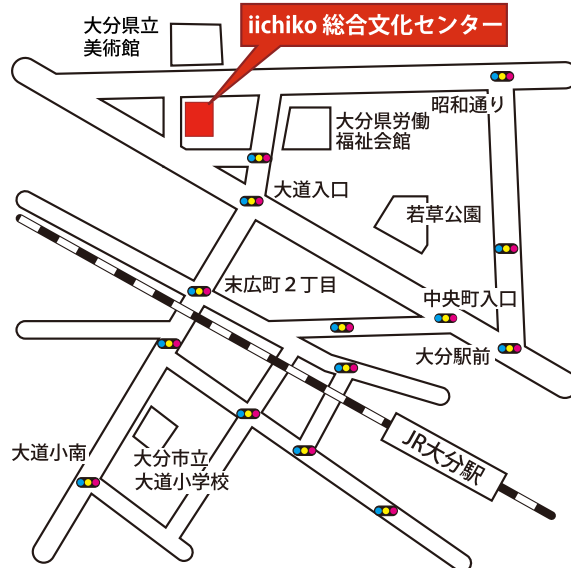 iichiko 総合文化センター
大分県立
美術館
昭和通り
大分県労働
福祉会館
大道入口
若草公園
末広町２丁目
中央町入口
大分駅前
JR大分駅
大道小南
大分市立
大道小学校